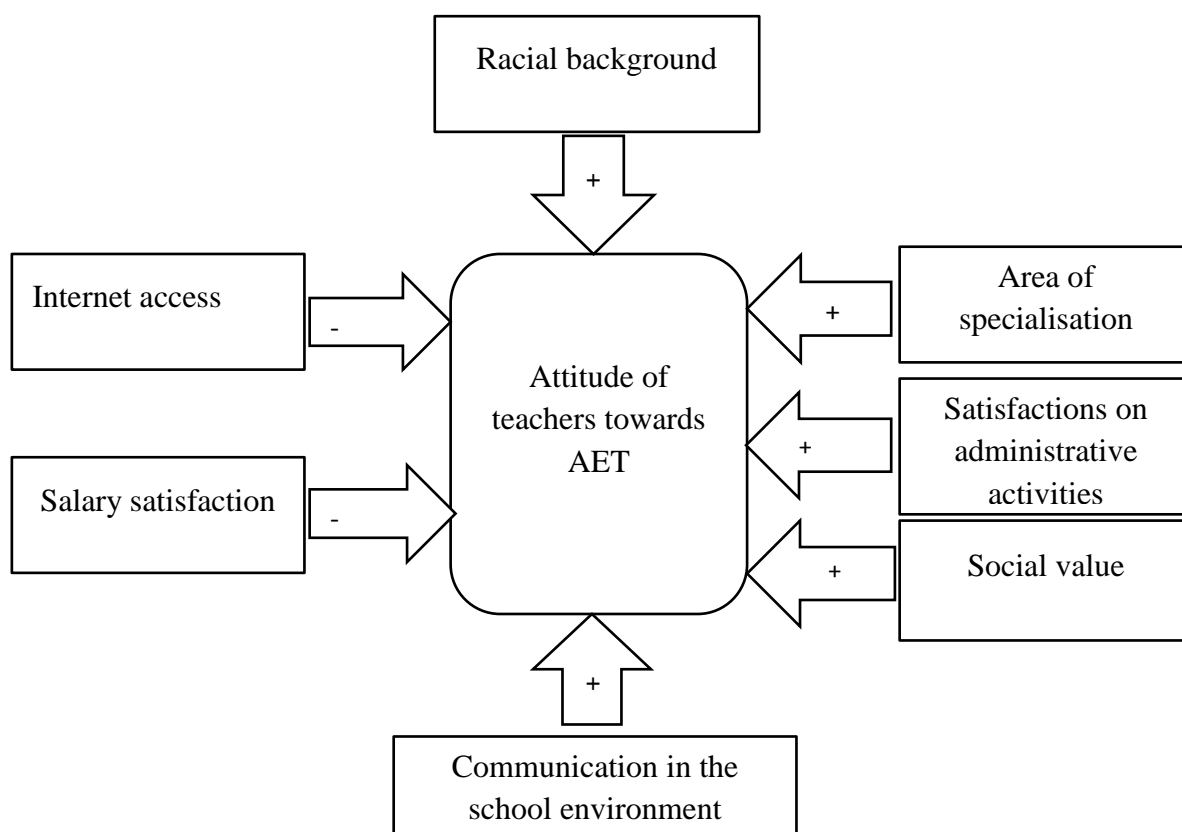 Racial background
+
Internet access
-
Area of
specialisation
+
Attitude of
teachers towards
AET
Satisfactions on
administrative
activities
+
Salary satisfaction
-
Social value
+
+
Communication in the
school environment